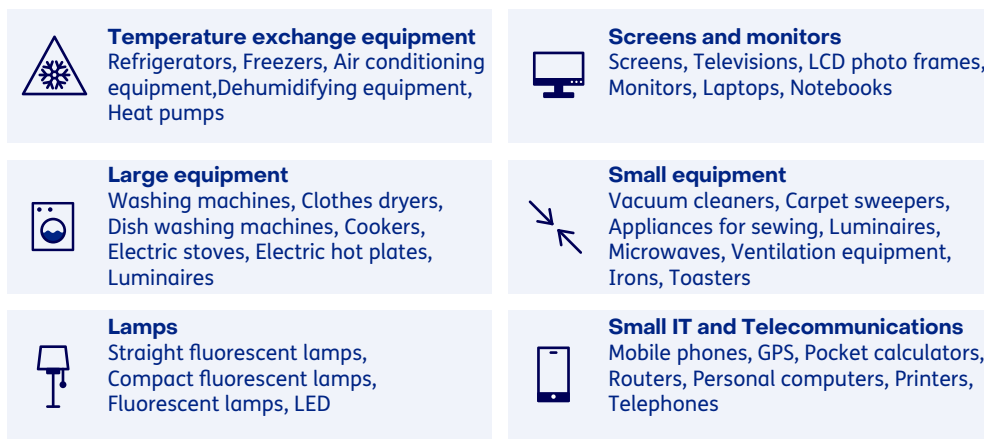 Temperature exchange equipment
Refrigerators, Freezers, Air conditioning
equipment,Dehumidifying equipment,
Heat pumps
Screens and monitors
Screens, Televisions, LCD photo frames,
Monitors, Laptops, Notebooks
Large equipment
Washing machines, Clothes dryers,
Dish washing machines, Cookers,
Electric stoves, Electric hot plates,
Luminaires
Small equipment
Vacuum cleaners, Carpet sweepers,
Appliances for sewing, Luminaires,
Microwaves, Ventilation equipment,
Irons, Toasters
Lamps
Straight fluorescent lamps,
Compact fluorescent lamps,
Fluorescent lamps, LED
Small IT and Telecommunications
Mobile phones, GPS, Pocket calculators,
Routers, Personal computers, Printers,
Telephones